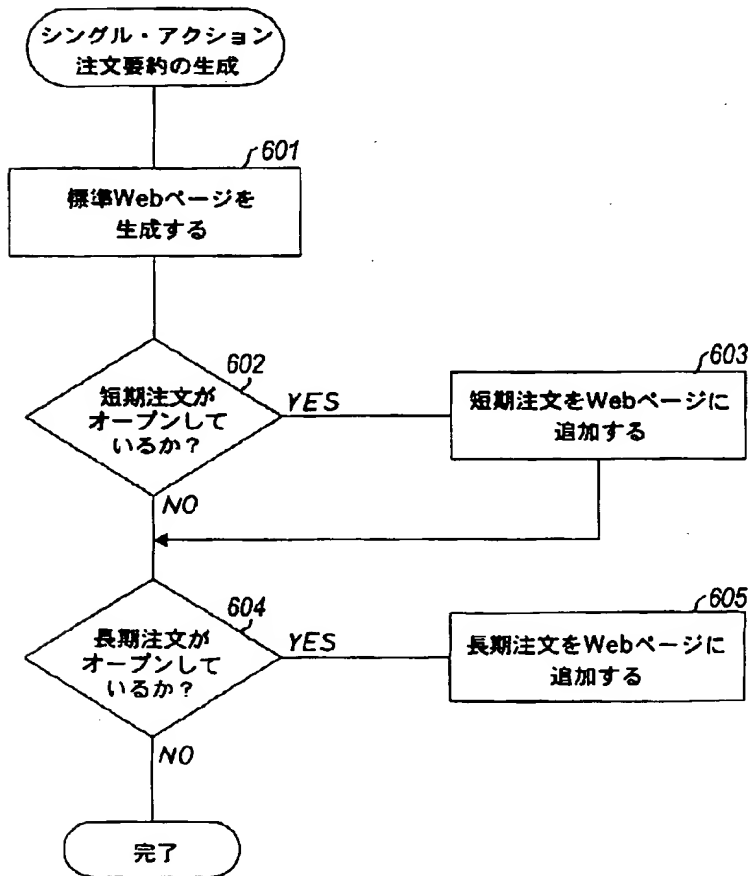 シングル・アクション
注文要約の生成
601
標準Webページを
生成する
602
短期注文が
オープンして
いるか？
YES
NO
603
短期注文をWebページに
追加する
604
長期注文が
オープンして
いるか？
YES
NO
605
長期注文をWebページに
追加する
完了